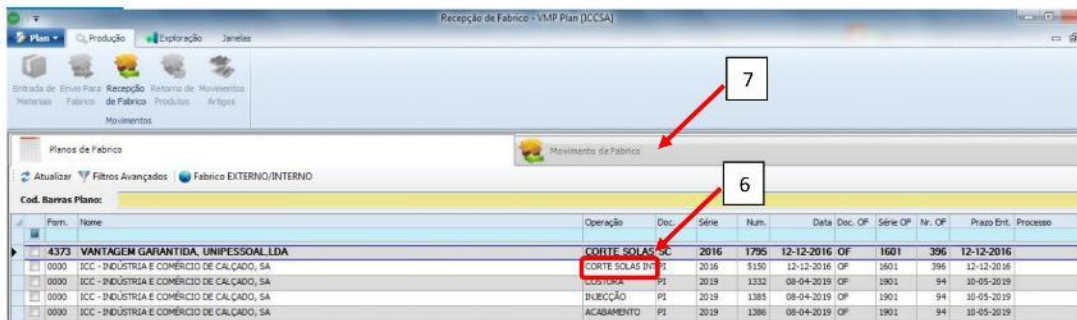 Recepção de Fabrico - VMP Plan [ICCSA]
Plan Produção Exploração Janelas
Entrada de Materiais Envio Para Fabrico Recepção de Fabrico Retorno de Produtos Movimentos Artigos
Movimentos
7
Planos de Fabrico Movimento de Fabrico
Atualizar Filtros Avançados Fabrico EXTERNO/INTERNO
6
Cod. Barras Plano:
Forn. Nome Operação Doc. Série Num. Data Doc. OF Série OF Nr. OF Prazo Ent. Processo
4373 VANTAGEM GARANTIDA, UNIPESSOAL,LDA CORTE SOLAS SC 2016 1795 12-12-2016 OF 1601 396 12-12-2016
0000 ICC - INDÚSTRIA E COMÉRCIO DE CALÇADO, SA CORTE SOLAS INT PI 2016 5150 12-12-2016 OF 1601 396 12-12-2016
0000 ICC - INDÚSTRIA E COMÉRCIO DE CALÇADO, SA COSTURA PI 2019 1332 08-04-2019 OF 1901 94 10-05-2019
0000 ICC - INDÚSTRIA E COMÉRCIO DE CALÇADO, SA INJECÇÃO PI 2019 1385 08-04-2019 OF 1901 94 10-05-2019
0000 ICC - INDÚSTRIA E COMÉRCIO DE CALÇADO, SA ACABAMENTO PI 2019 1386 08-04-2019 OF 1901 94 10-05-2019